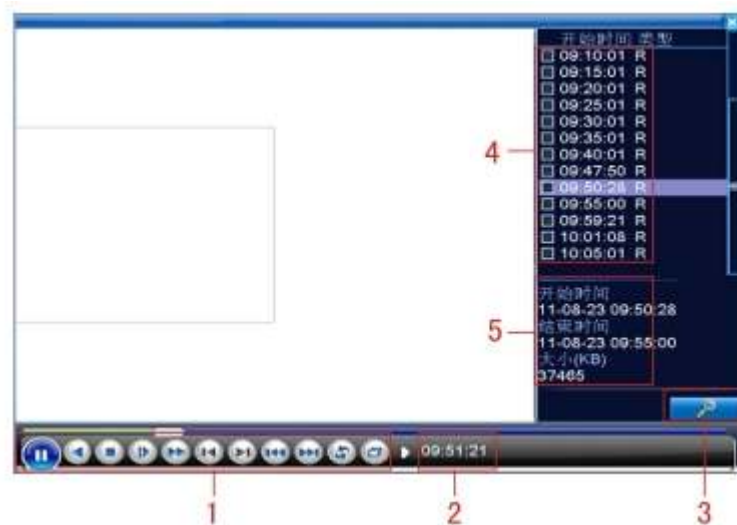 开始时间 类型
09:10:01 R
09:15:01 R
09:20:01 R
09:25:01 R
09:30:01 R
09:35:01 R
09:40:01 R
09:47:50 R
09:50:28 R
09:55:00 R
09:59:21 R
10:01:08 R
10:05:01 R
4
开始时间
11-08-23 09:50:28
结束时间
11-08-23 09:55:00
大小(KB)
37465
5
09:51:21
1
2
3